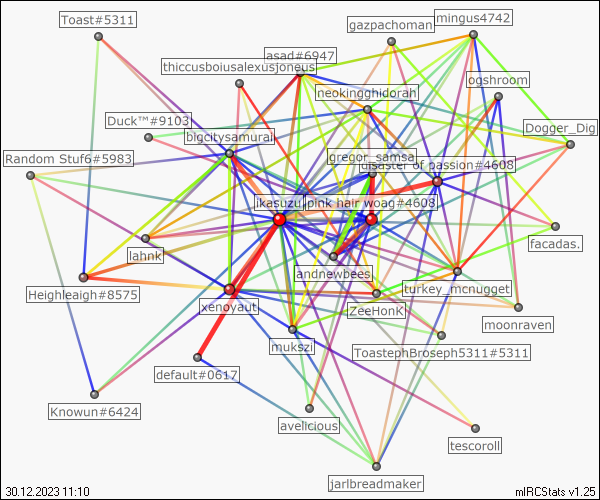 Toast#5311
gazpachoman
mingus4742
asad#6947
thiccusboiusalexusjoneus
ogshroom
neokingghidorah
Duck™#9103
Dogger_Dig
bigcitysamurai
Random Stuf6#5983
gregor_samsa
disaster of passion#4608
ikasuzu
pink hair woag#4608
lahnk
facadas.
andnewbees
Heighleaigh#8575
turkey_mcnugget
xenoyaut
ZeeHonK
moonraven
mukszi
ToastephBroseph5311#5311
default#0617
Knowun#6424
avelicious
tescoroll
jarlbreadmaker
30.12.2023 11:10
mIRCStats v1.25